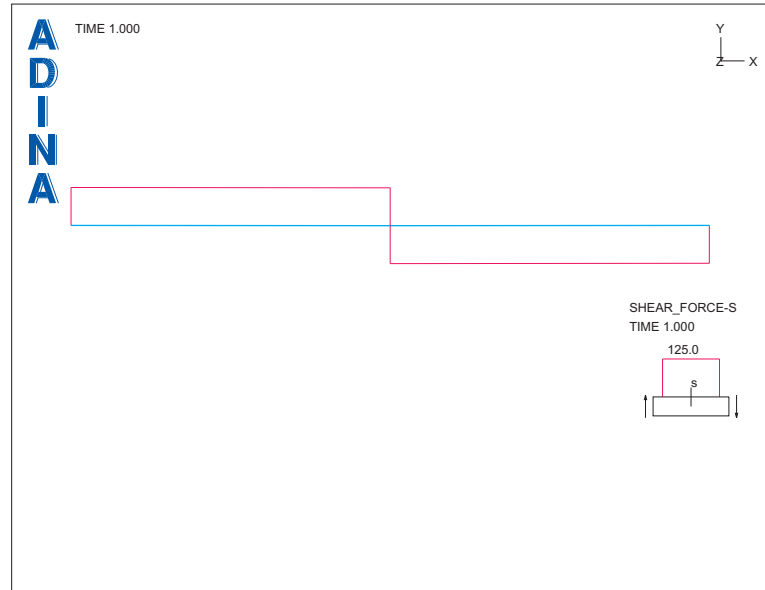 ADINA
TIME 1.000
Y
Z X
SHEAR_FORCE-S
TIME 1.000
125.0
s